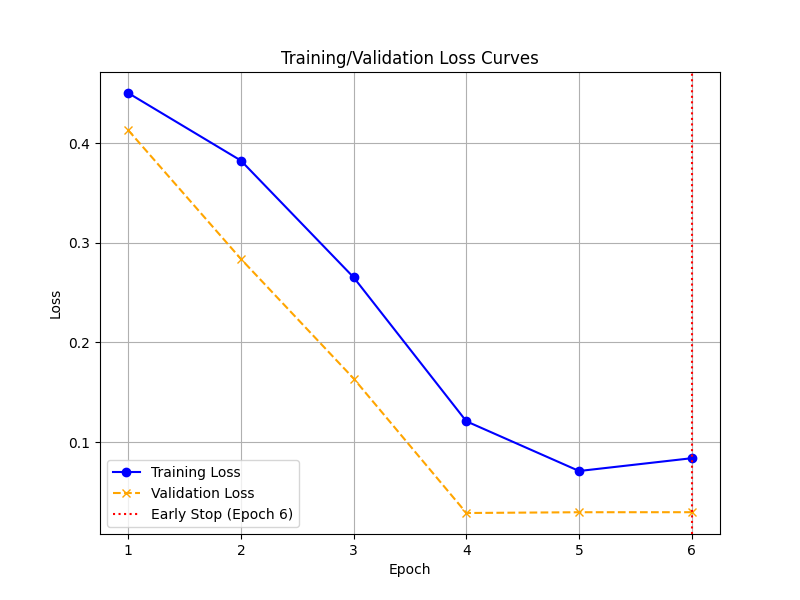 Training/Validation Loss Curves
0.4
0.3
0.2
0.1
Loss
Training Loss
Validation Loss
Early Stop (Epoch 6)
1 2 3 4 5 6
Epoch